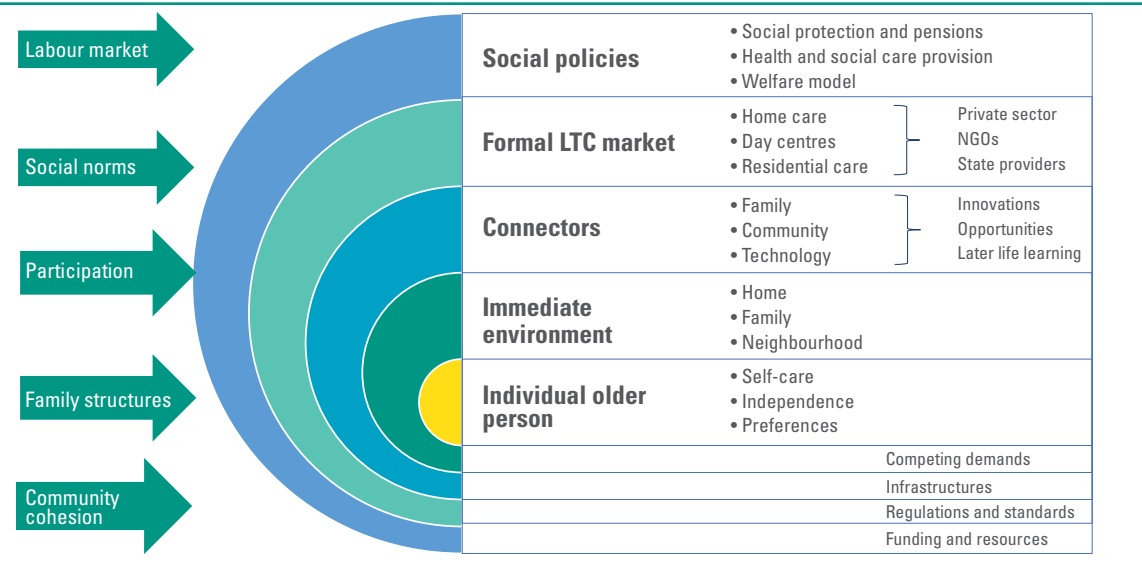 Labour market
Social norms
Participation
Family structures
Community
cohesion
Social policies
• Social protection and pensions
• Health and social care provision
• Welfare model
Formal LTC market
• Home care
• Day centres
• Residential care
Private sector
NGOs
State providers
Connectors
• Family
• Community
• Technology
Innovations
Opportunities
Later life learning
Immediate
environment
• Home
• Family
• Neighbourhood
Individual older
person
• Self-care
• Independence
• Preferences
Competing demands
Infrastructures
Regulations and standards
Funding and resources